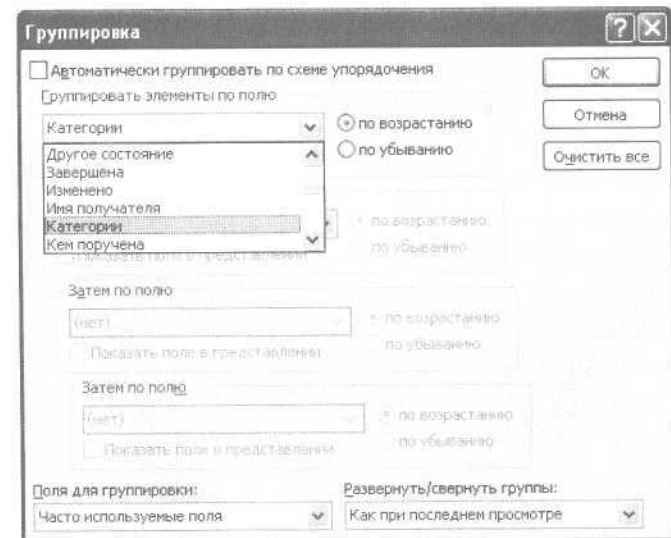 Группировка
Автоматически группировать по схеме упорядочения
OK
Группировать элементы по полю
Категории
по возрастанию
Отмена
по убыванию
Очистить все
Другое состояние
Завершена
Изменено
Имя получателя
Категории
Кем поручена
по возрастанию
Показать поле в представлении
по убыванию
Затем по полю
(нет)
по возрастанию
Показать поле в представлении
по убыванию
Затем по полю
(нет)
по возрастанию
Показать поле в представлении
по убыванию
Поля для группировки:
Развернуть/свернуть группы:
Часто используемые поля
Как при последнем просмотре